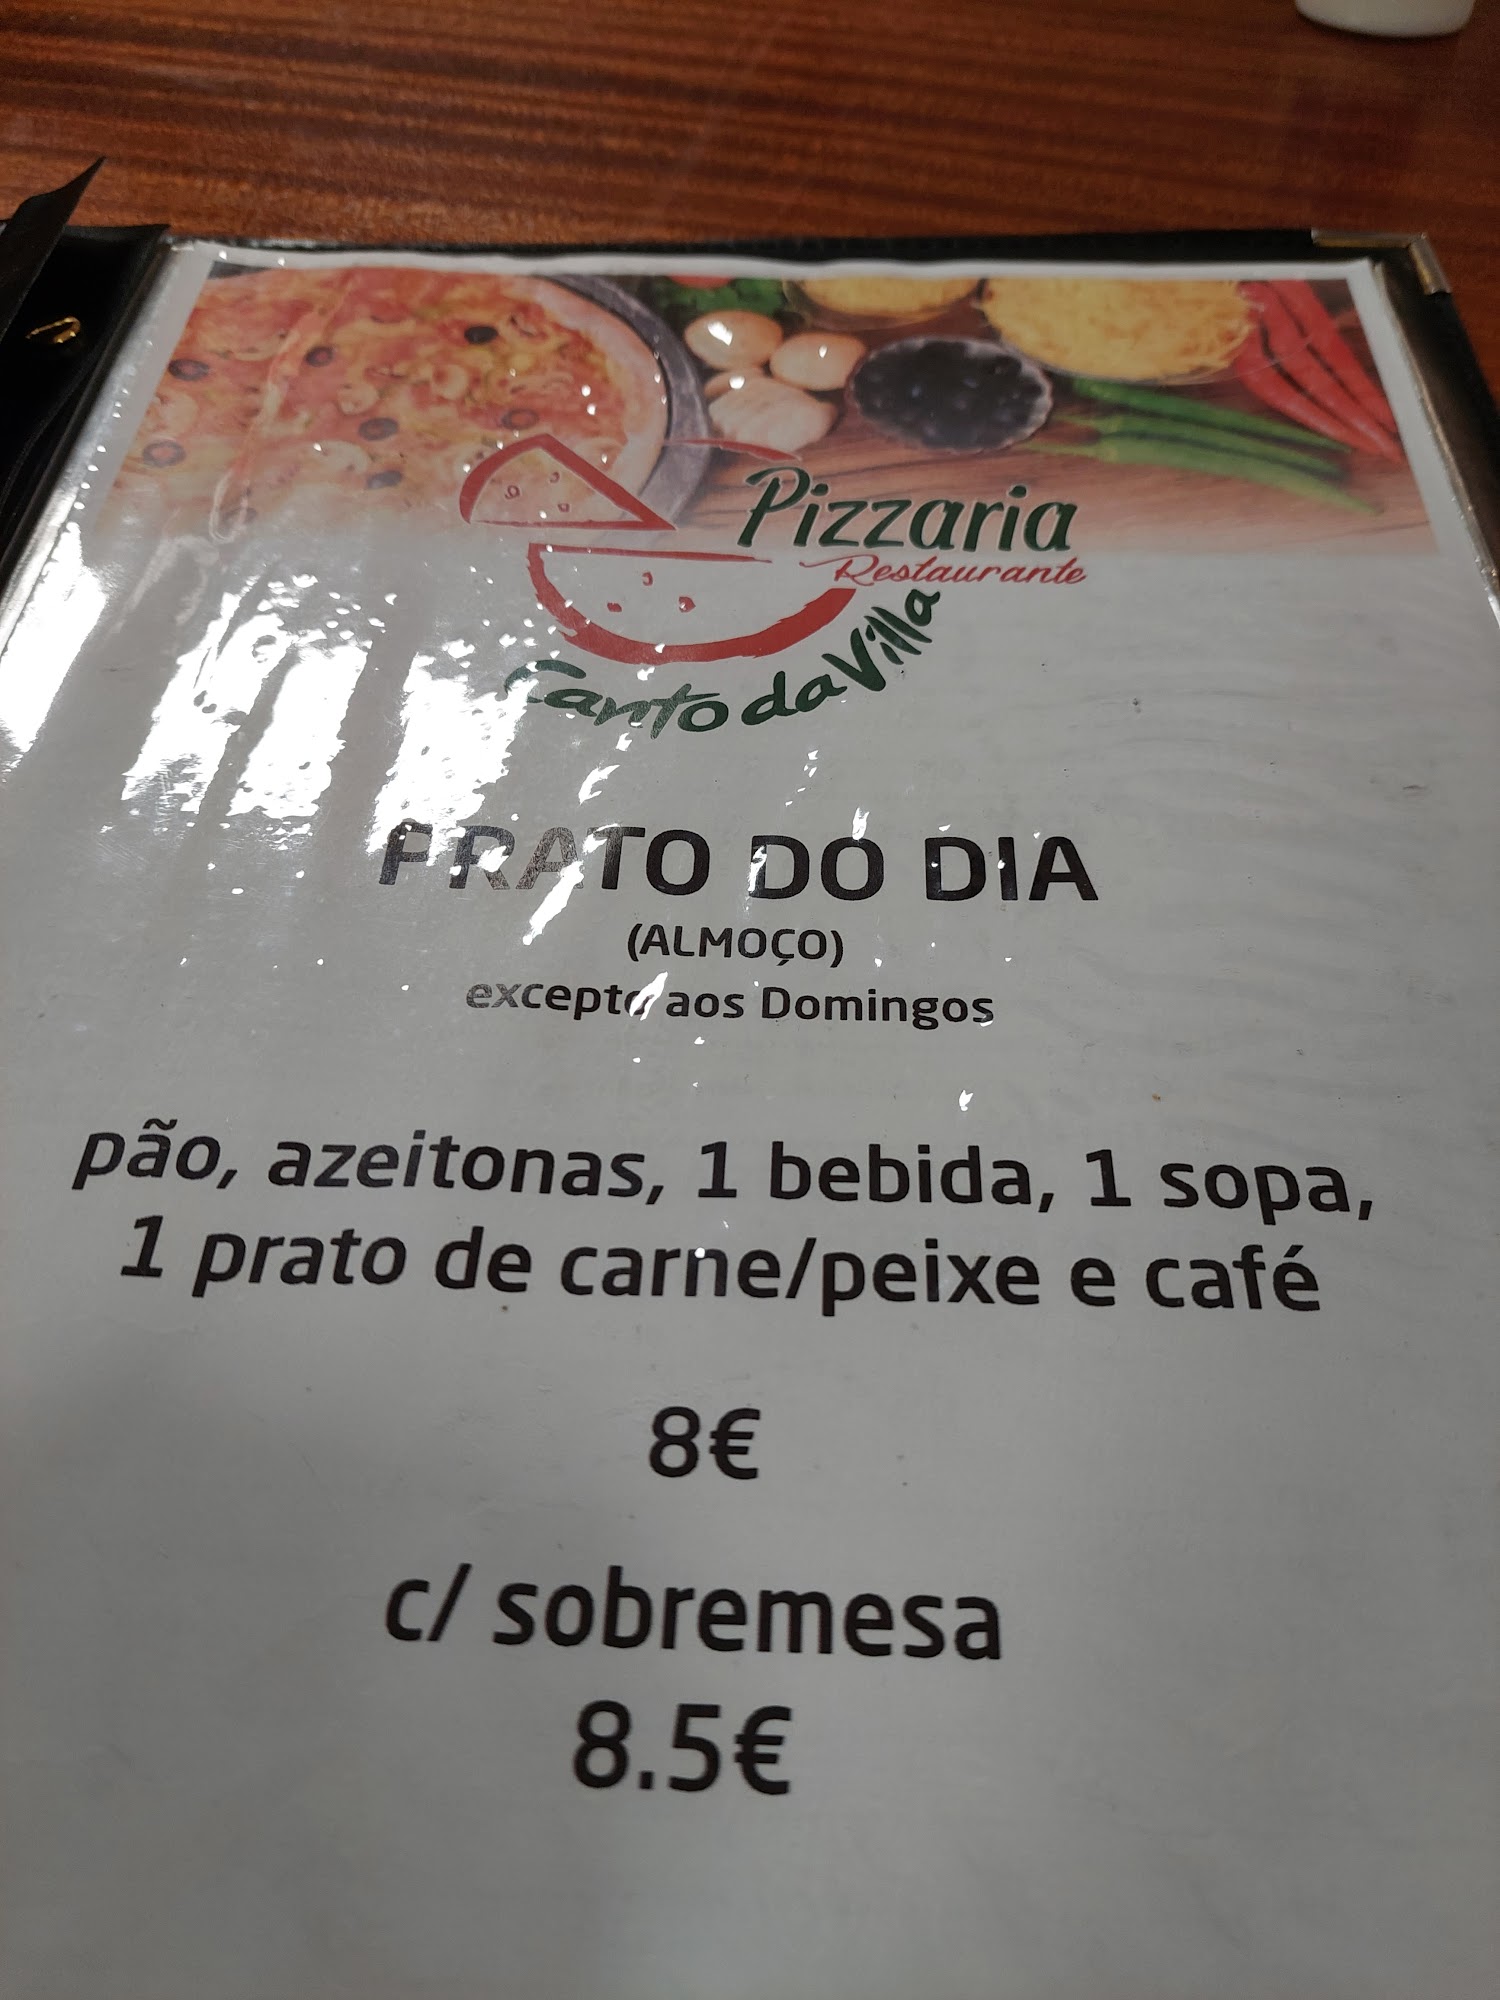 Pizzaria
Restaurante
Canto da Villa
PRATO DO DIA
(ALMOÇO)
excepto aos Domingos
pão, azeitonas, 1 bebida, 1 sopa,
1 prato de carne/peixe e café
8€
c/ sobremesa
8.5€